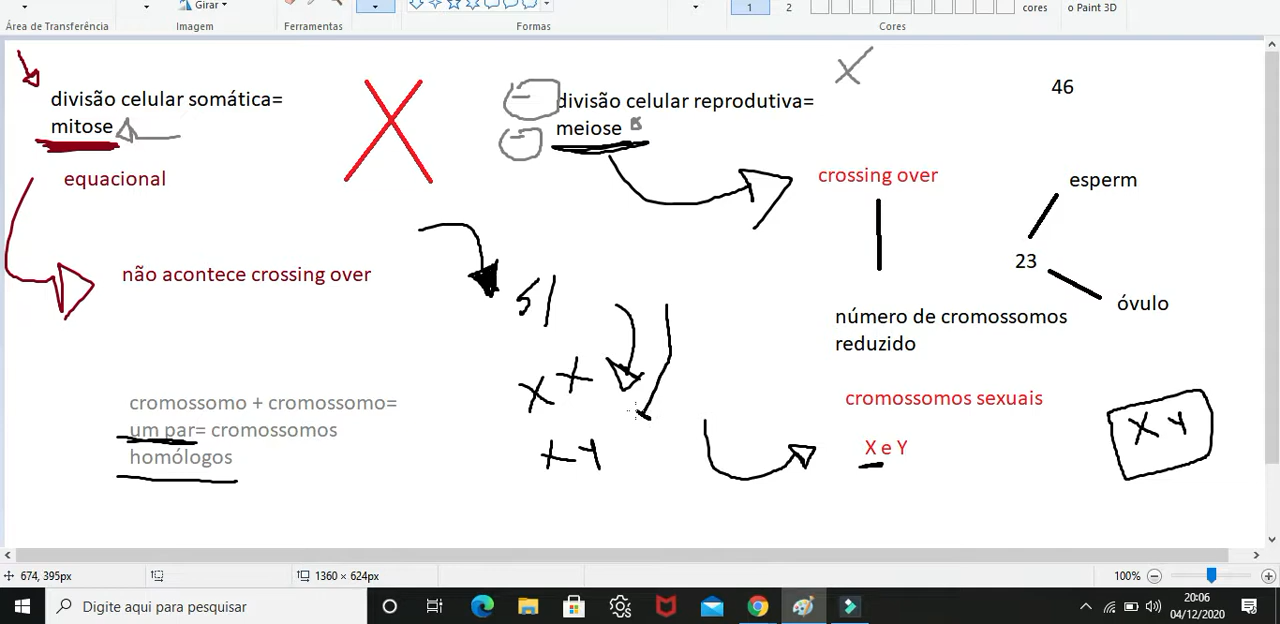 Girar
Área de Transferência
Imagem
Ferramentas
Formas
1
2
Cores
cores
o Paint 3D
divisão celular somática=
mitose
equacional
não acontece crossing over
cromossomo + cromossomo=
um par= cromossomos
homólogos
divisão celular reprodutiva=
meiose
X X
X Y
X
crossing over
número de cromossomos
reduzido
cromossomos sexuais
X e Y
46
esperm
23
óvulo
X Y
674, 395px
1360 × 624px
100%
Digite aqui para pesquisar
20:06
04/12/2020